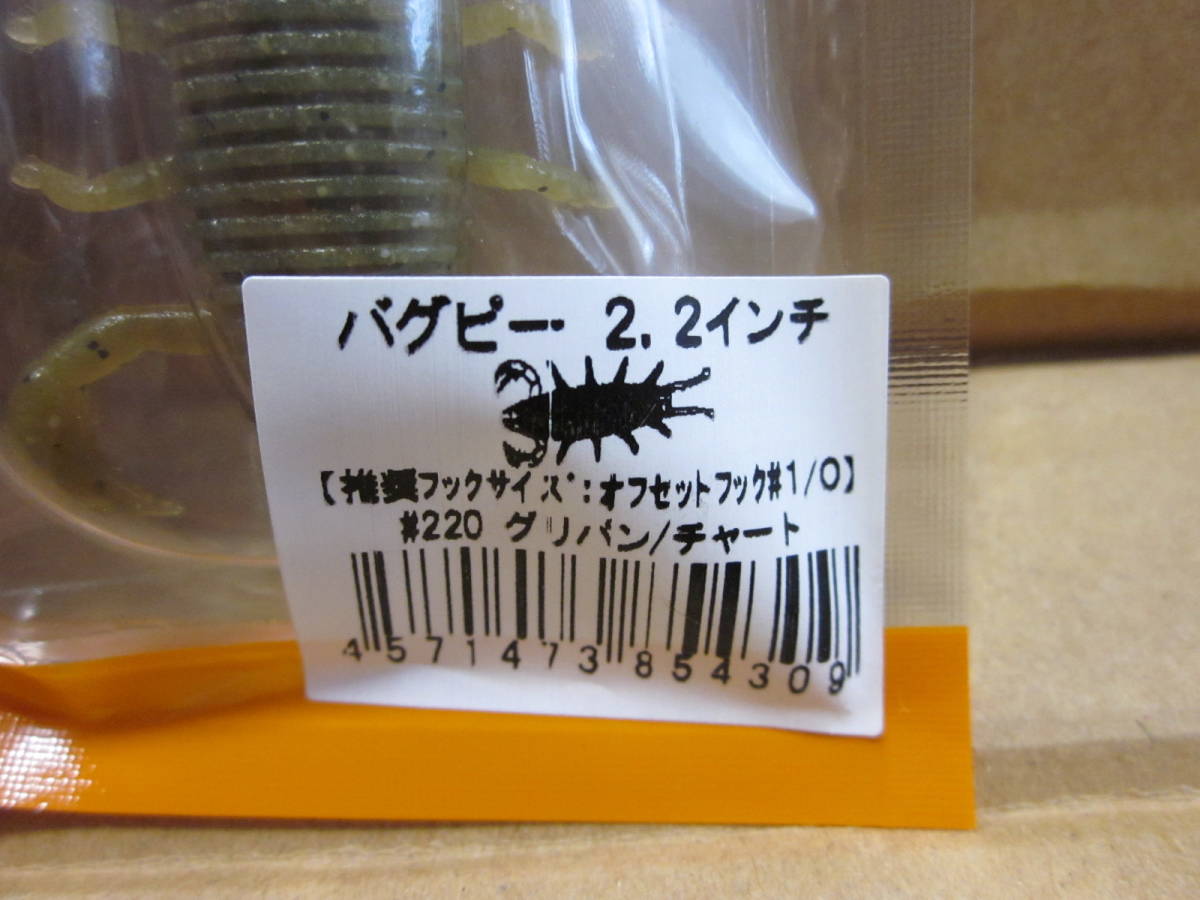 バグピー 2.2インチ
【推奨フックサイズ:オフセットフック#1/0】
#220 グリパン/チャート
4571473854309